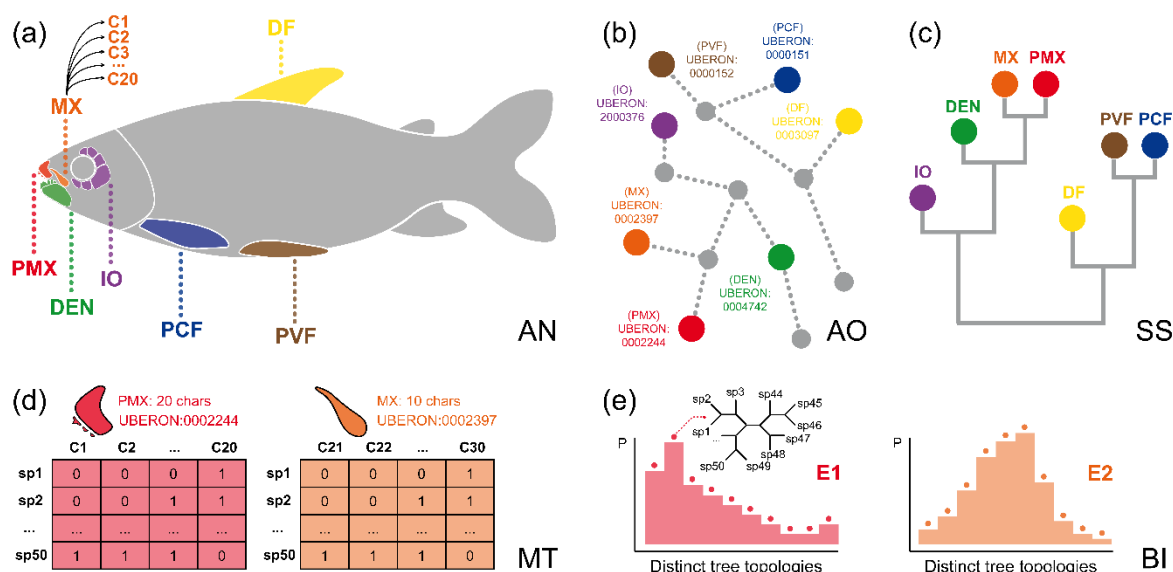 (a)
C1
C2
C3
...
C20
MX
DF
PMX
DEN
IO
PCF
PVF
AN
(b)
(PVF)
UBERON:
0000152
(PCF)
UBERON:
0000151
(IO)
UBERON:
2000376
(DF)
UBERON:
0003097
(MX)
UBERON:
0002397
(DEN)
UBERON:
0004742
(PMX)
UBERON:
0002244
AO
(c)
MX PMX
DEN
PVF PCF
IO
DF
SS
(d)
PMX: 20 chars
UBERON:0002244
C1 C2 ... C20
sp1 0 0 0 1
sp2 0 0 1 1
... ... ... ... ...
sp50 1 1 1 0
MX: 10 chars
UBERON:0002397
C21 C22 ... C30
sp1 0 0 0 1
sp2 0 0 1 1
... ... ... ... ...
sp50 1 1 1 0
MT
(e)
P
sp3 sp44
sp2 sp45
sp1 sp46
... sp47
sp48
sp50 sp49
E1
Distinct tree topologies
P
E2
Distinct tree topologies
BI